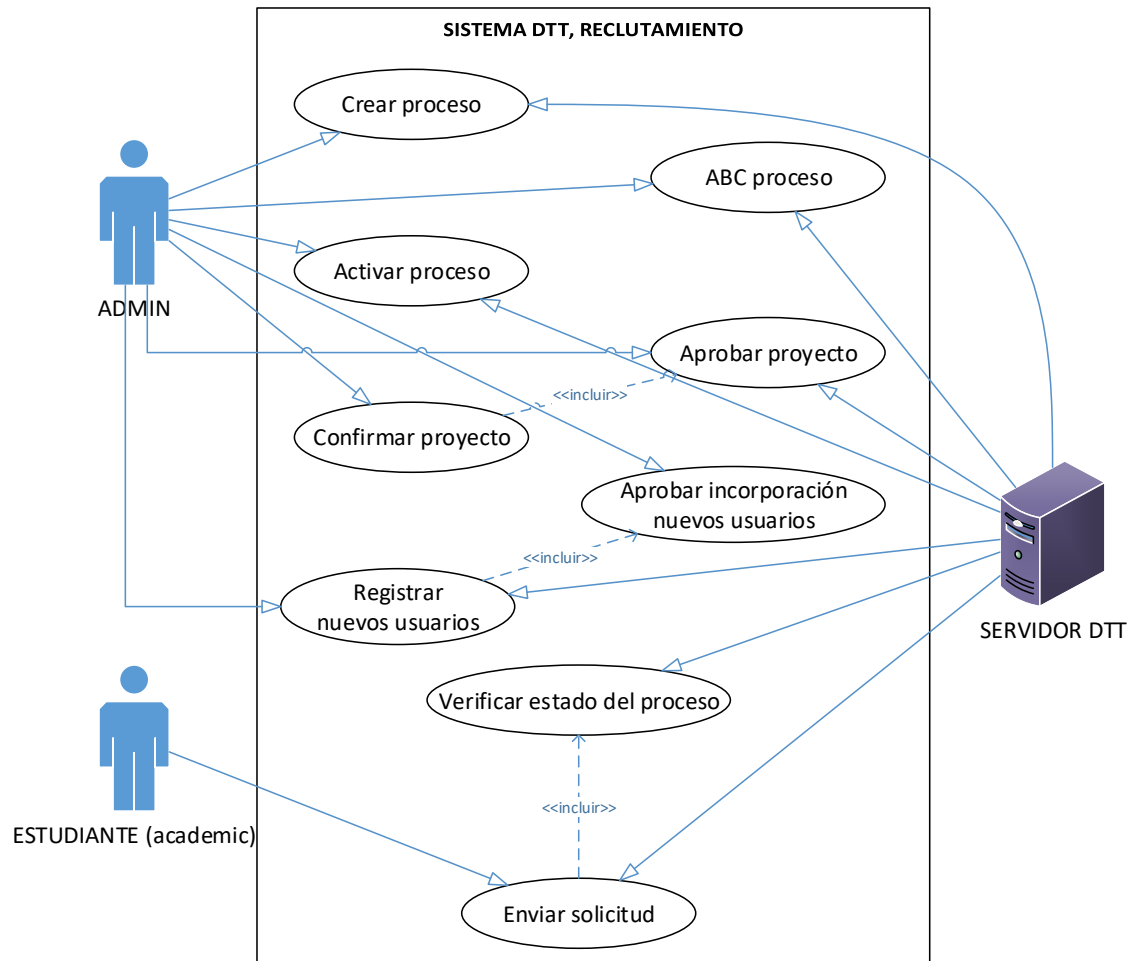 SISTEMA DTT, RECLUTAMIENTO
Crear proceso
ABC proceso
Activar proceso
ADMIN
Aprobar proyecto
<<incluir>>
Confirmar proyecto
Aprobar incorporación
nuevos usuarios
<<incluir>>
Registrar
nuevos usuarios
SERVIDOR DTT
Verificar estado del proceso
<<incluir>>
ESTUDIANTE (academic)
Enviar solicitud